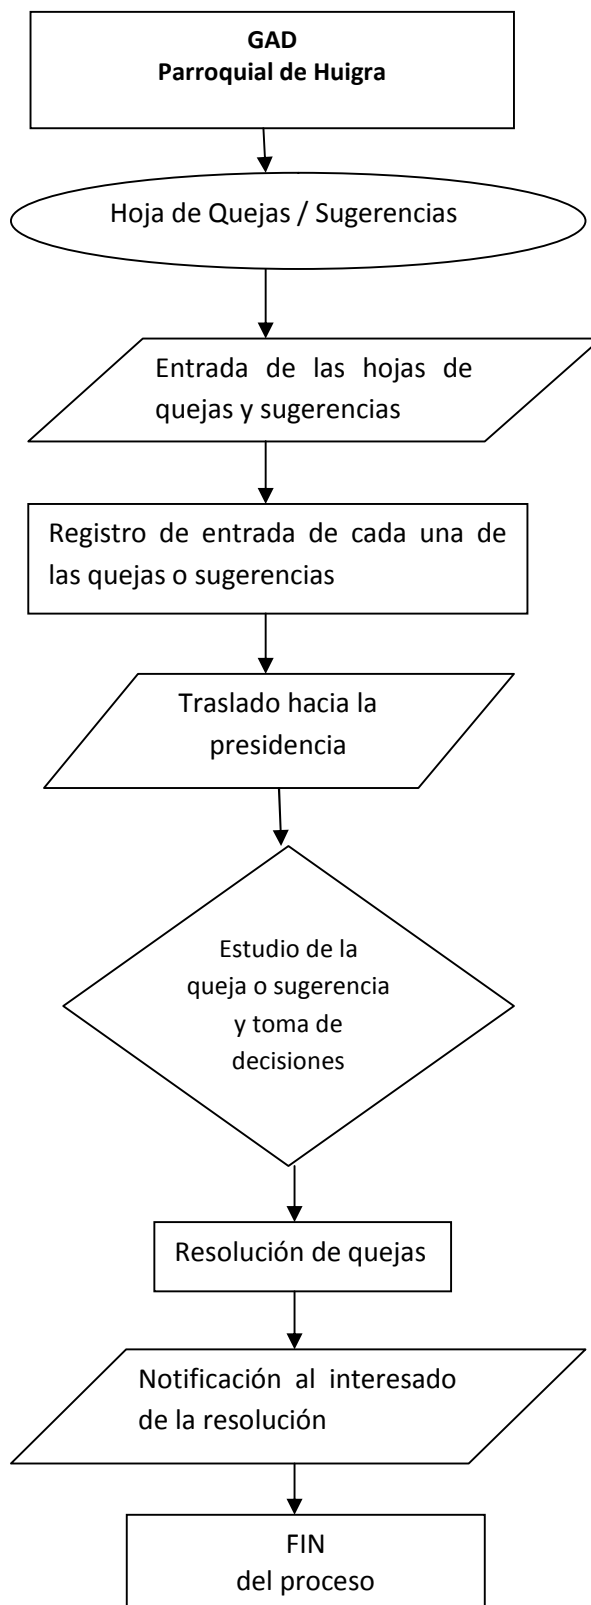 GAD
Parroquial de Huigra
Hoja de Quejas / Sugerencias
Entrada de las hojas de
quejas y sugerencias
Registro de entrada de cada una de
las quejas o sugerencias
Traslado hacia la
presidencia
Estudio de la
queja o sugerencia
y toma de
decisiones
Resolución de quejas
Notificación al interesado
de la resolución
FIN
del proceso